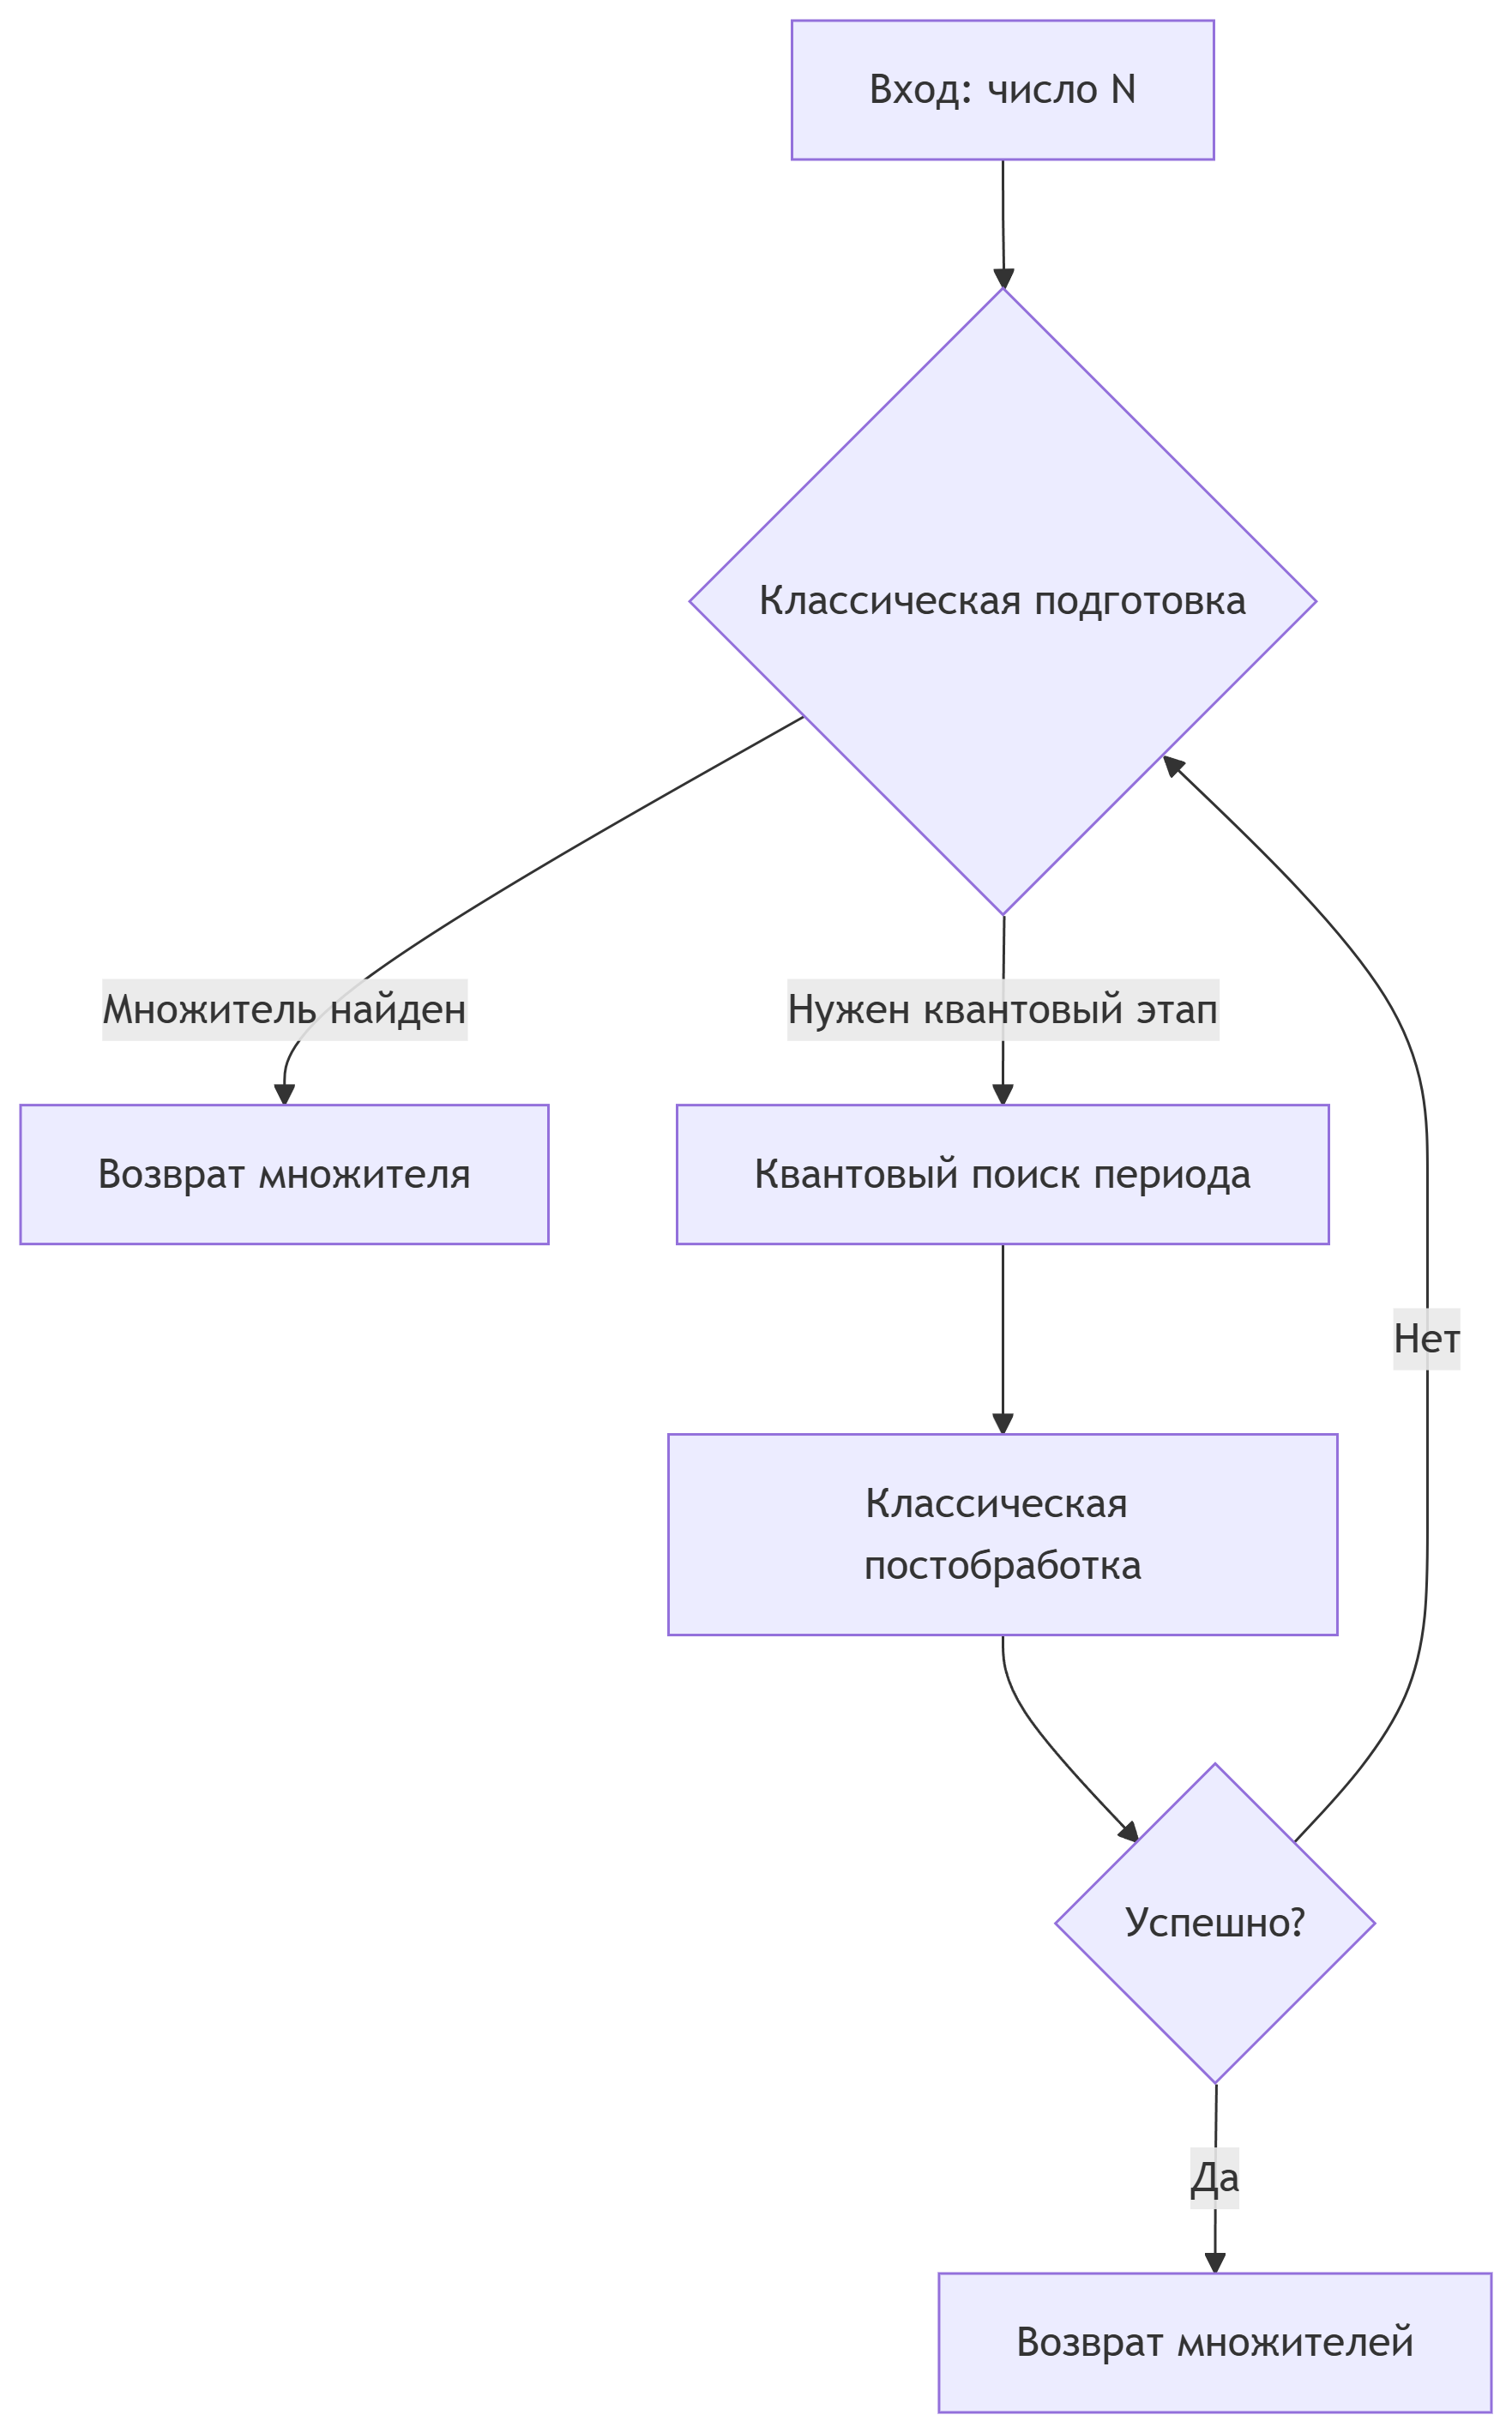 Вход: число N
Классическая подготовка
Множитель найден
Нужен квантовый этап
Возврат множителя
Квантовый поиск периода
Нет
Классическая
постобработка
Успешно?
Да
Возврат множителей